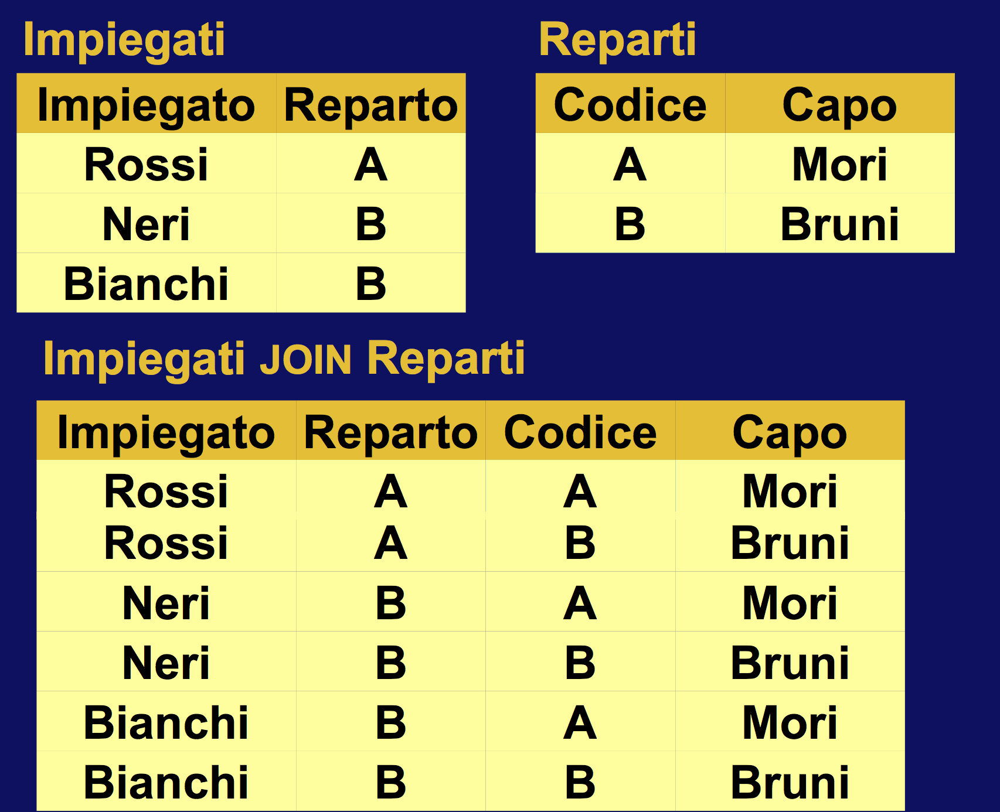 Impiegati
Impiegato Reparto
Rossi A
Neri B
Bianchi B
Reparti
Codice Capo
A Mori
B Bruni
Impiegati JOIN Reparti
Impiegato Reparto Codice Capo
Rossi A A Mori
Rossi A B Bruni
Neri B A Mori
Neri B B Bruni
Bianchi B A Mori
Bianchi B B Bruni